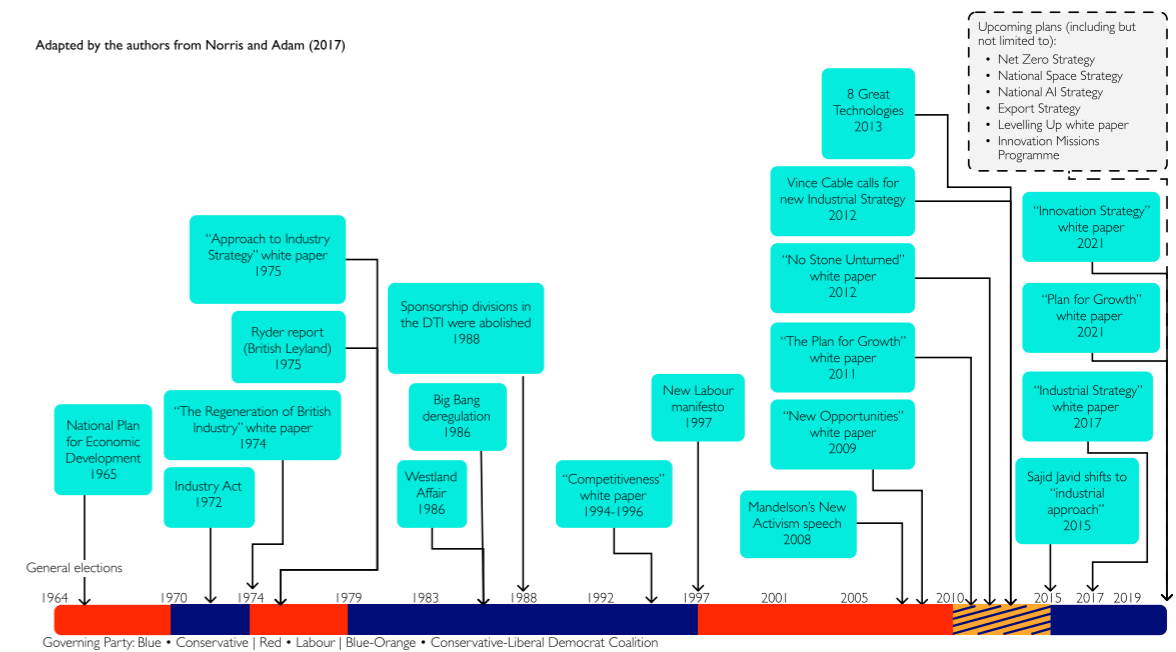 Adapted by the authors from Norris and Adam (2017)
Upcoming plans (including but
not limited to):
• Net Zero Strategy
• National Space Strategy
• National AI Strategy
• Export Strategy
• Levelling Up white paper
• Innovation Missions
Programme
8 Great
Technologies
2013
Vince Cable calls for
new Industrial Strategy
2012
"No Stone Unturned"
white paper
2012
"The Plan for Growth"
white paper
2011
"New Opportunities"
white paper
2009
Mandelson's New
Activism speech
2008
"Innovation Strategy"
white paper
2021
"Plan for Growth"
white paper
2021
"Industrial Strategy"
white paper
2017
Sajid Javid shifts to
"industrial
approach"
2015
"Approach to Industry
Strategy" white paper
1975
Ryder report
(British Leyland)
1975
"The Regeneration of British
Industry" white paper
1974
Industry Act
1972
National Plan
for Economic
Development
1965
Sponsorship divisions in
the DTI were abolished
1988
Big Bang
deregulation
1986
Westland
Affair
1986
"Competitiveness"
white paper
1994-1996
New Labour
manifesto
1997
General elections
1964 1970 1974 1979 1983 1988 1992 1997 2001 2005 2010 2015 2017 2019
Governing Party: Blue • Conservative | Red • Labour | Blue-Orange • Conservative-Liberal Democrat Coalition